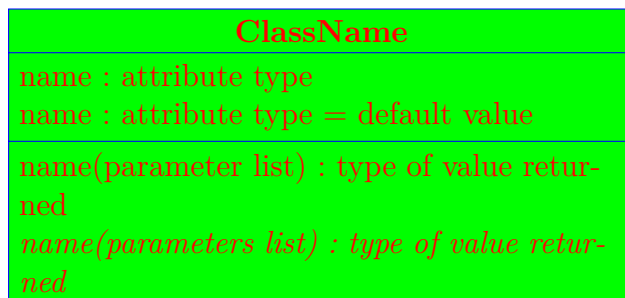 ClassName
name : attribute type
name : attribute type = default value
name(parameter list) : type of value retur-
ned
name(parameters list) : type of value retur-
ned